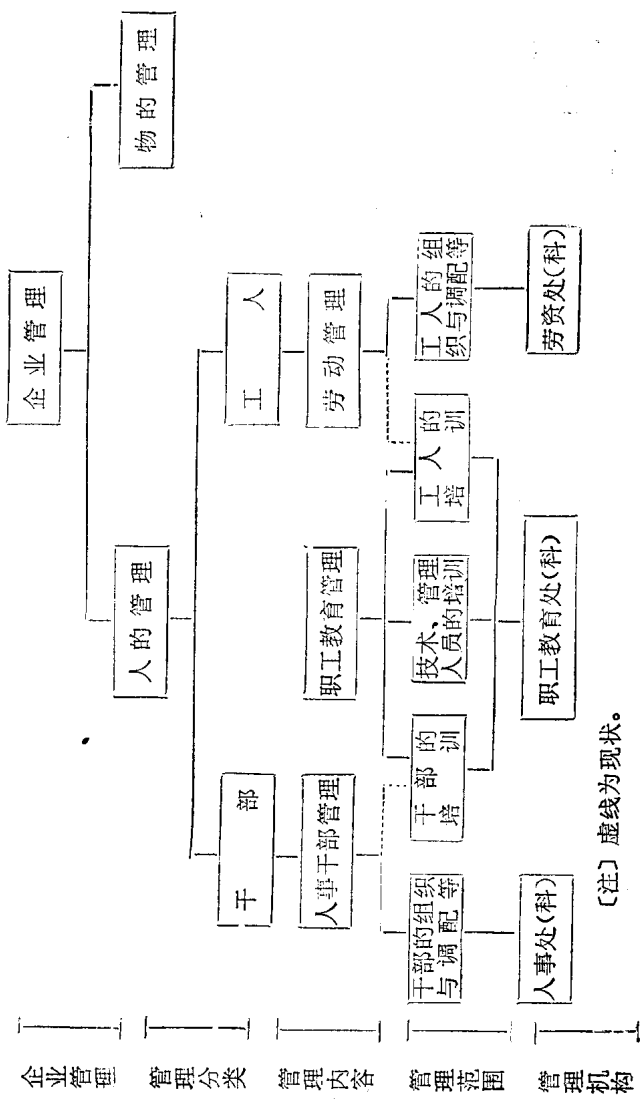 企业管理
物的管理
人的管理
企业管理
干部
工人
管理分类
人事干部管理
职工教育管理
劳动管理
管理内容
干部的组织
与调配等
干部的
培训
技术、管理
人员的培训
工人的
培训
工人的组
织与调配等
管理范围
人事处(科)
职工教育处(科)
劳资处(科)
管理机构
〔注〕虚线为现状。